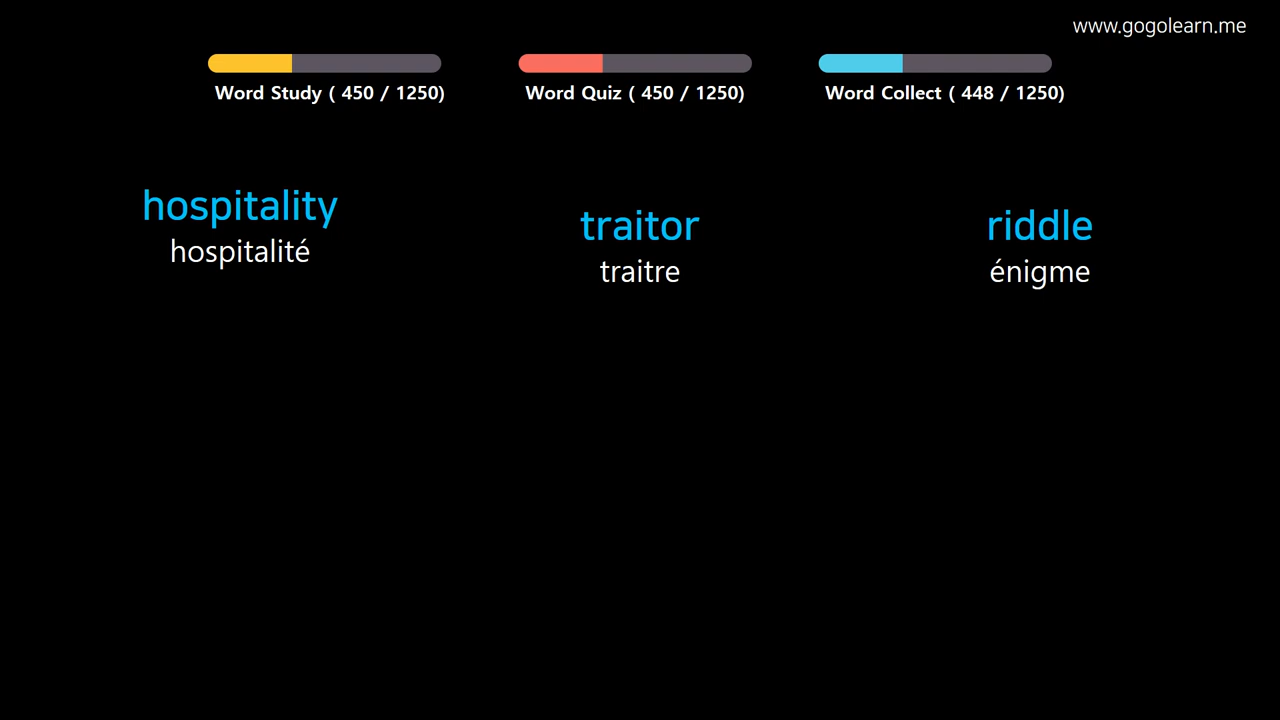 www.gogolearn.me
Word Study ( 450 / 1250)
Word Quiz ( 450 / 1250)
Word Collect ( 448 / 1250)
hospitality
hospitalité
traitor
traitre
riddle
énigme